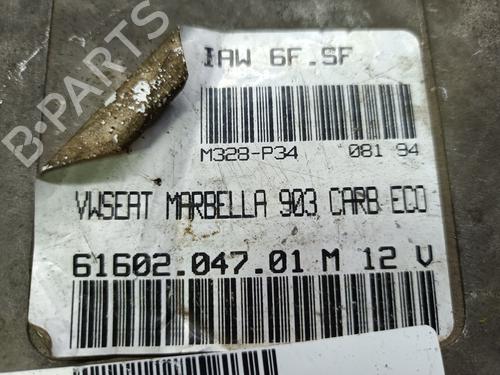 B-PARTS
IAW 6F.SF
M328-P34 081 94
VWSEAT MARBELLA 903 CARB ECO
61602.047.01 M 12 V